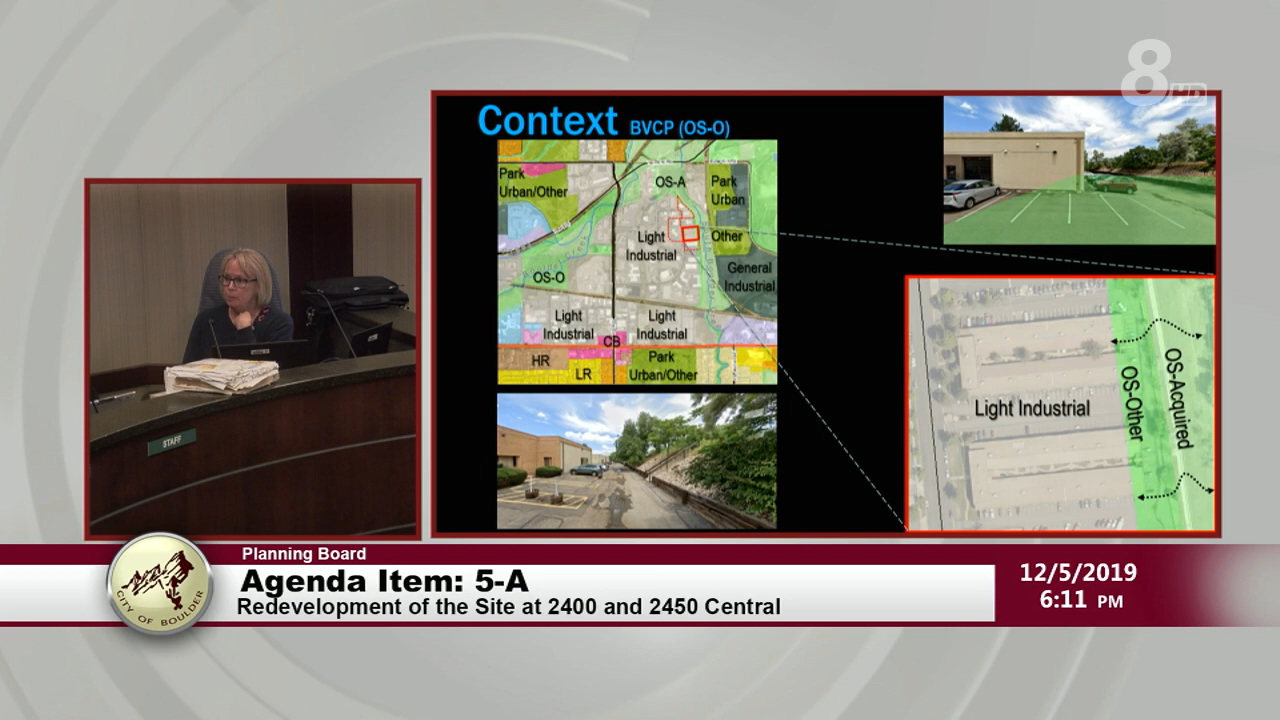 8
HD
Context BVCP (OS-O)
Park
Urban/Other
OS-A
Park
Urban
Light
Industrial
Other
OS-O
General
Industrial
Light
Industrial
Light
Industrial
CB
HR
LR
Park
Urban/Other
Light Industrial
OS-Other
OS-Acquired
STAFF
Planning Board
Agenda Item: 5-A
Redevelopment of the Site at 2400 and 2450 Central
12/5/2019
6:11 PM
CITY OF BOULDER